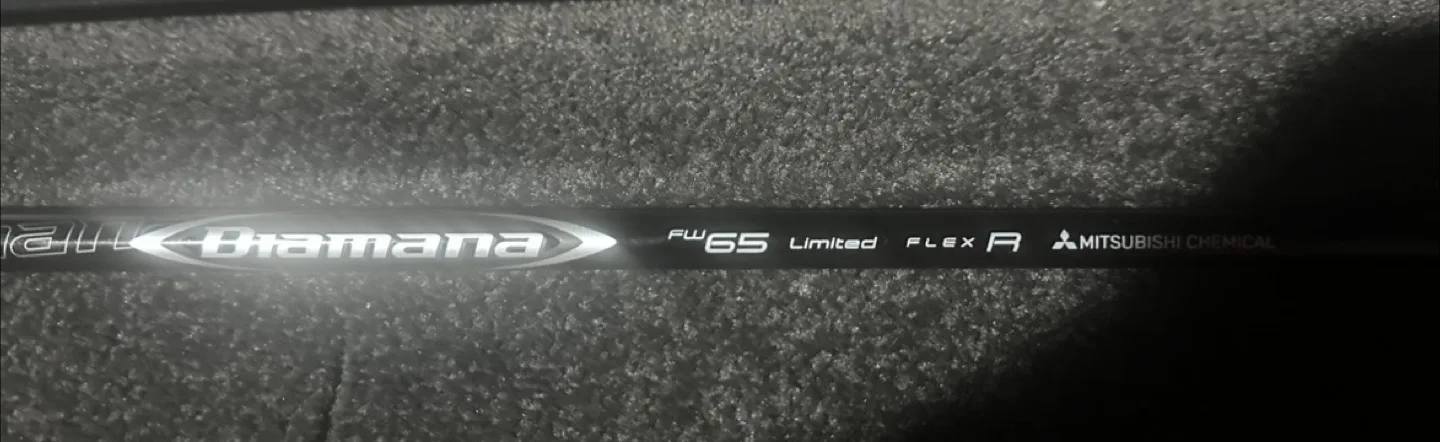 Diamana FW65 Limited FLEX R MITSUBISHI CHEMICAL